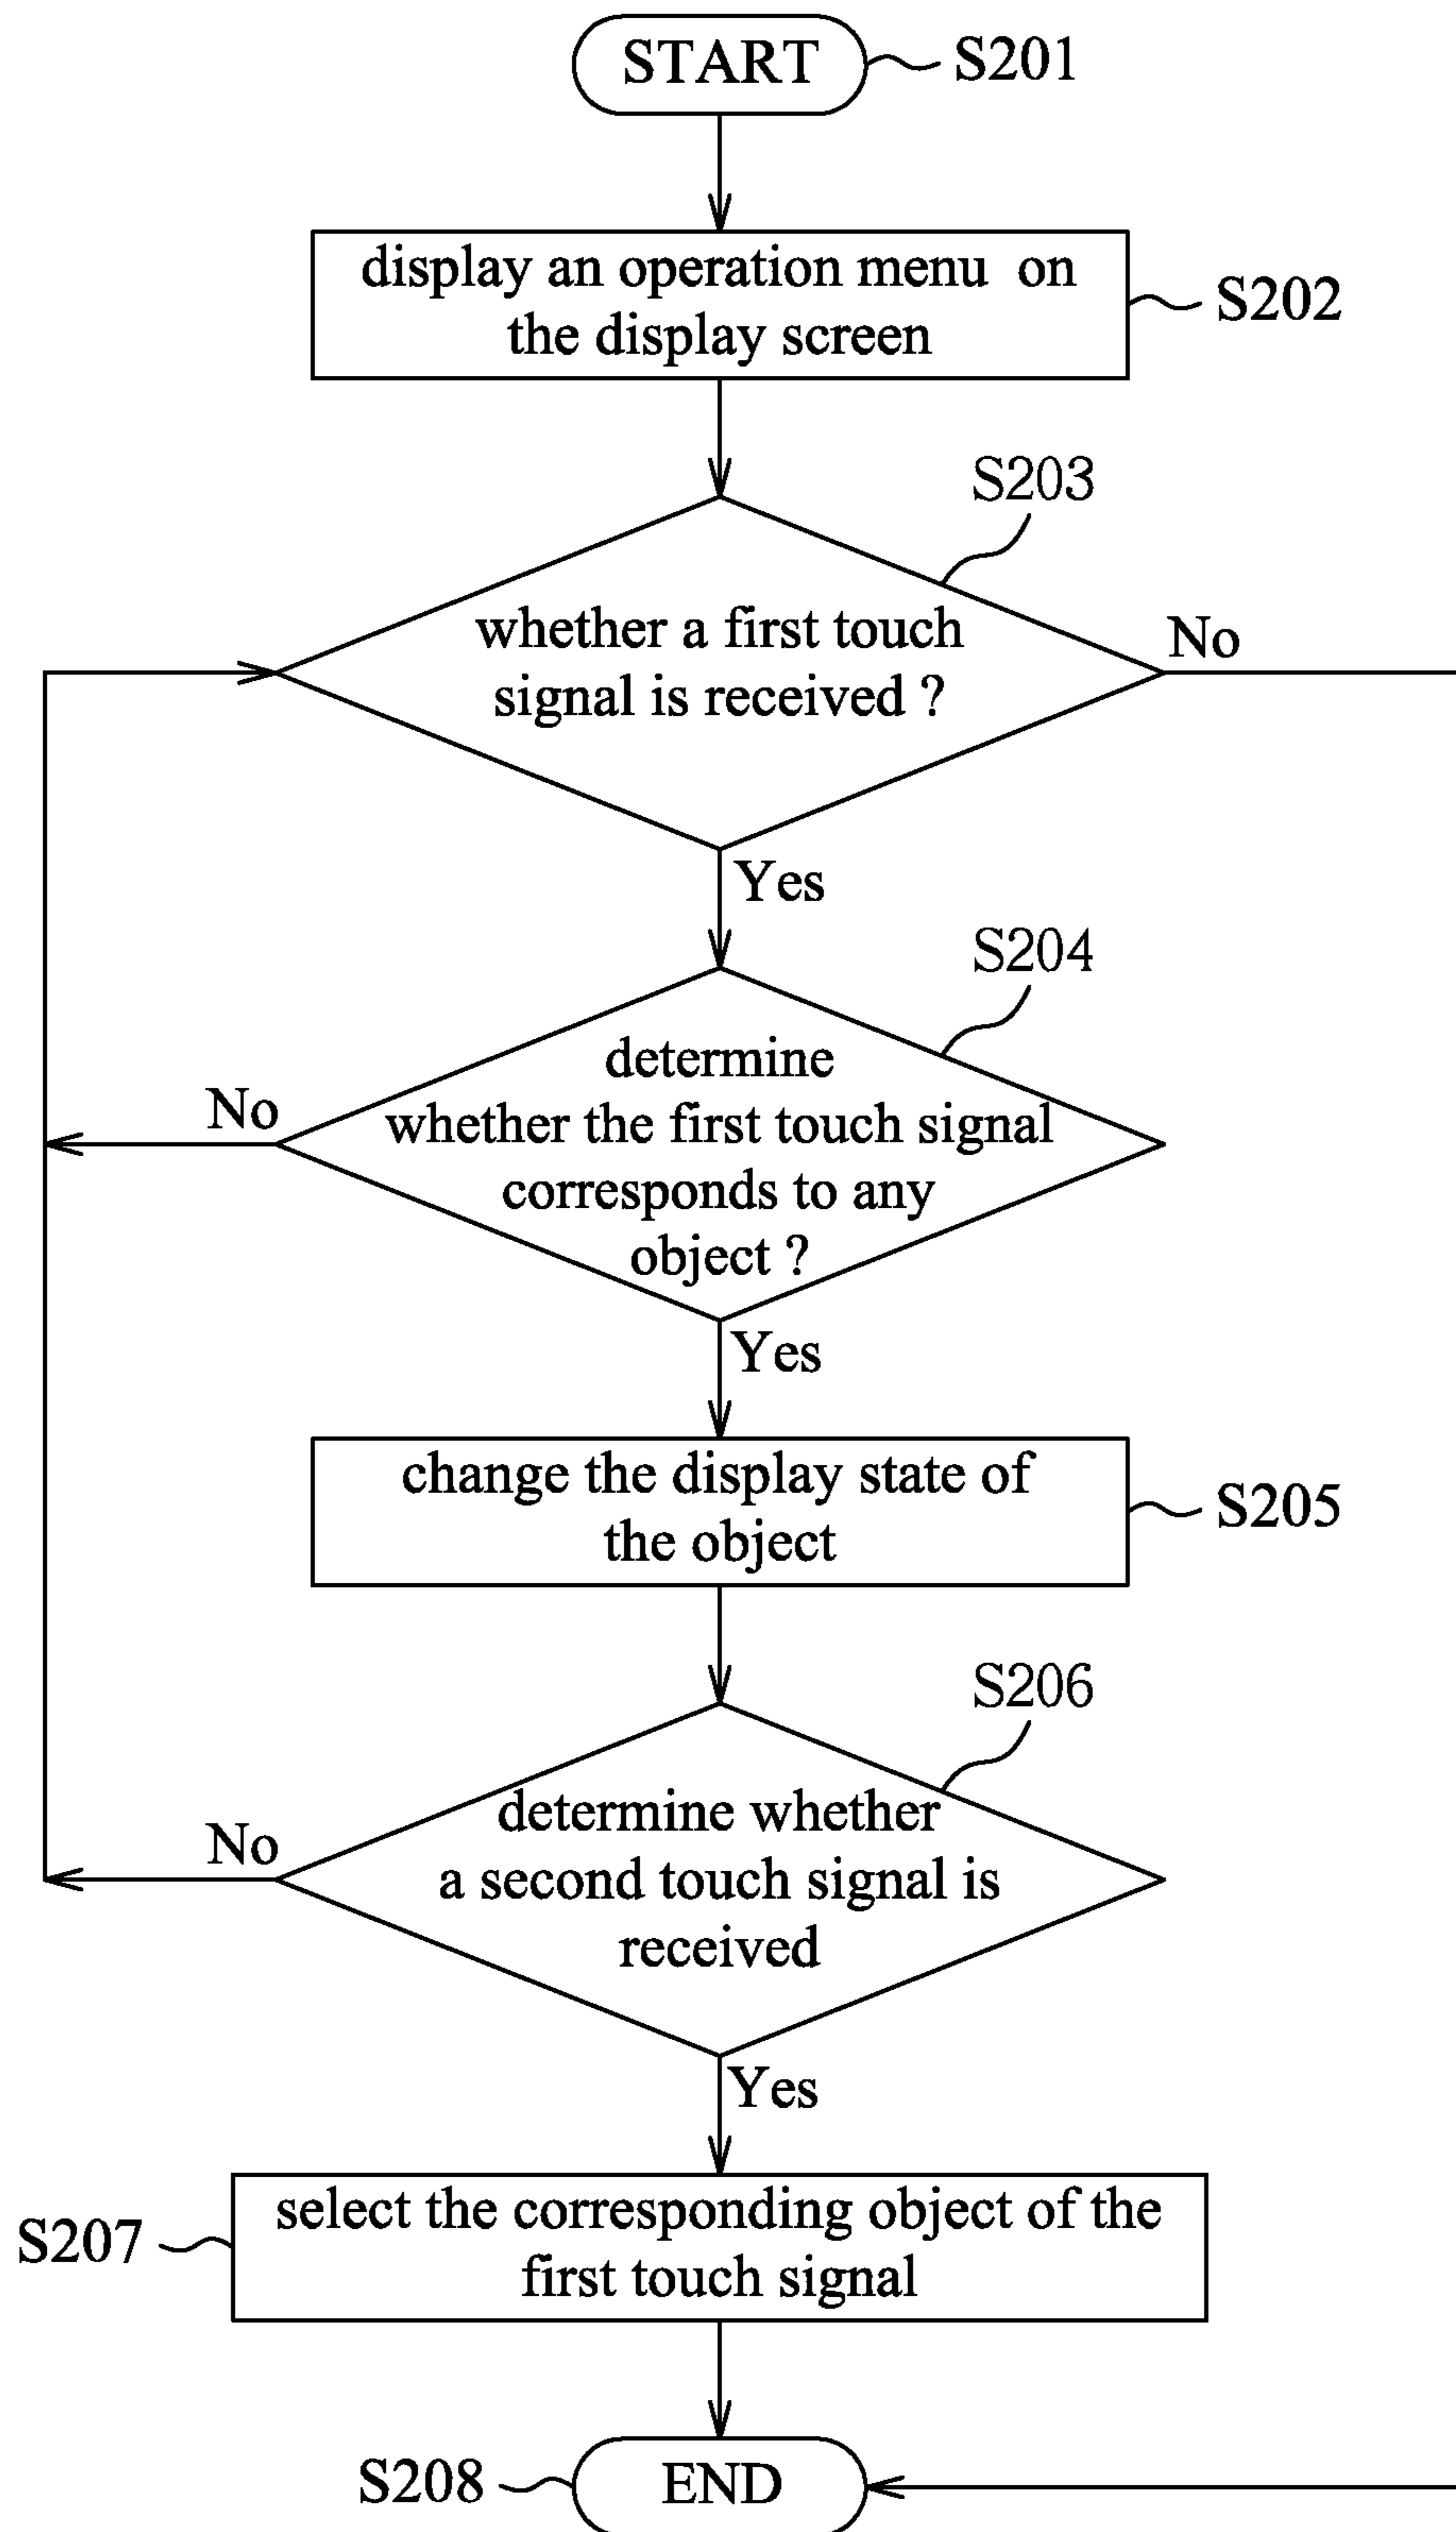 START
S201
display an operation menu on
the display screen
S202
S203
whether a first touch
signal is received ?
No
Yes
S204
determine
whether the first touch signal
corresponds to any
object ?
No
Yes
change the display state of
the object
S205
S206
determine whether
a second touch signal is
received
No
Yes
select the corresponding object of the
first touch signal
S207
END
S208